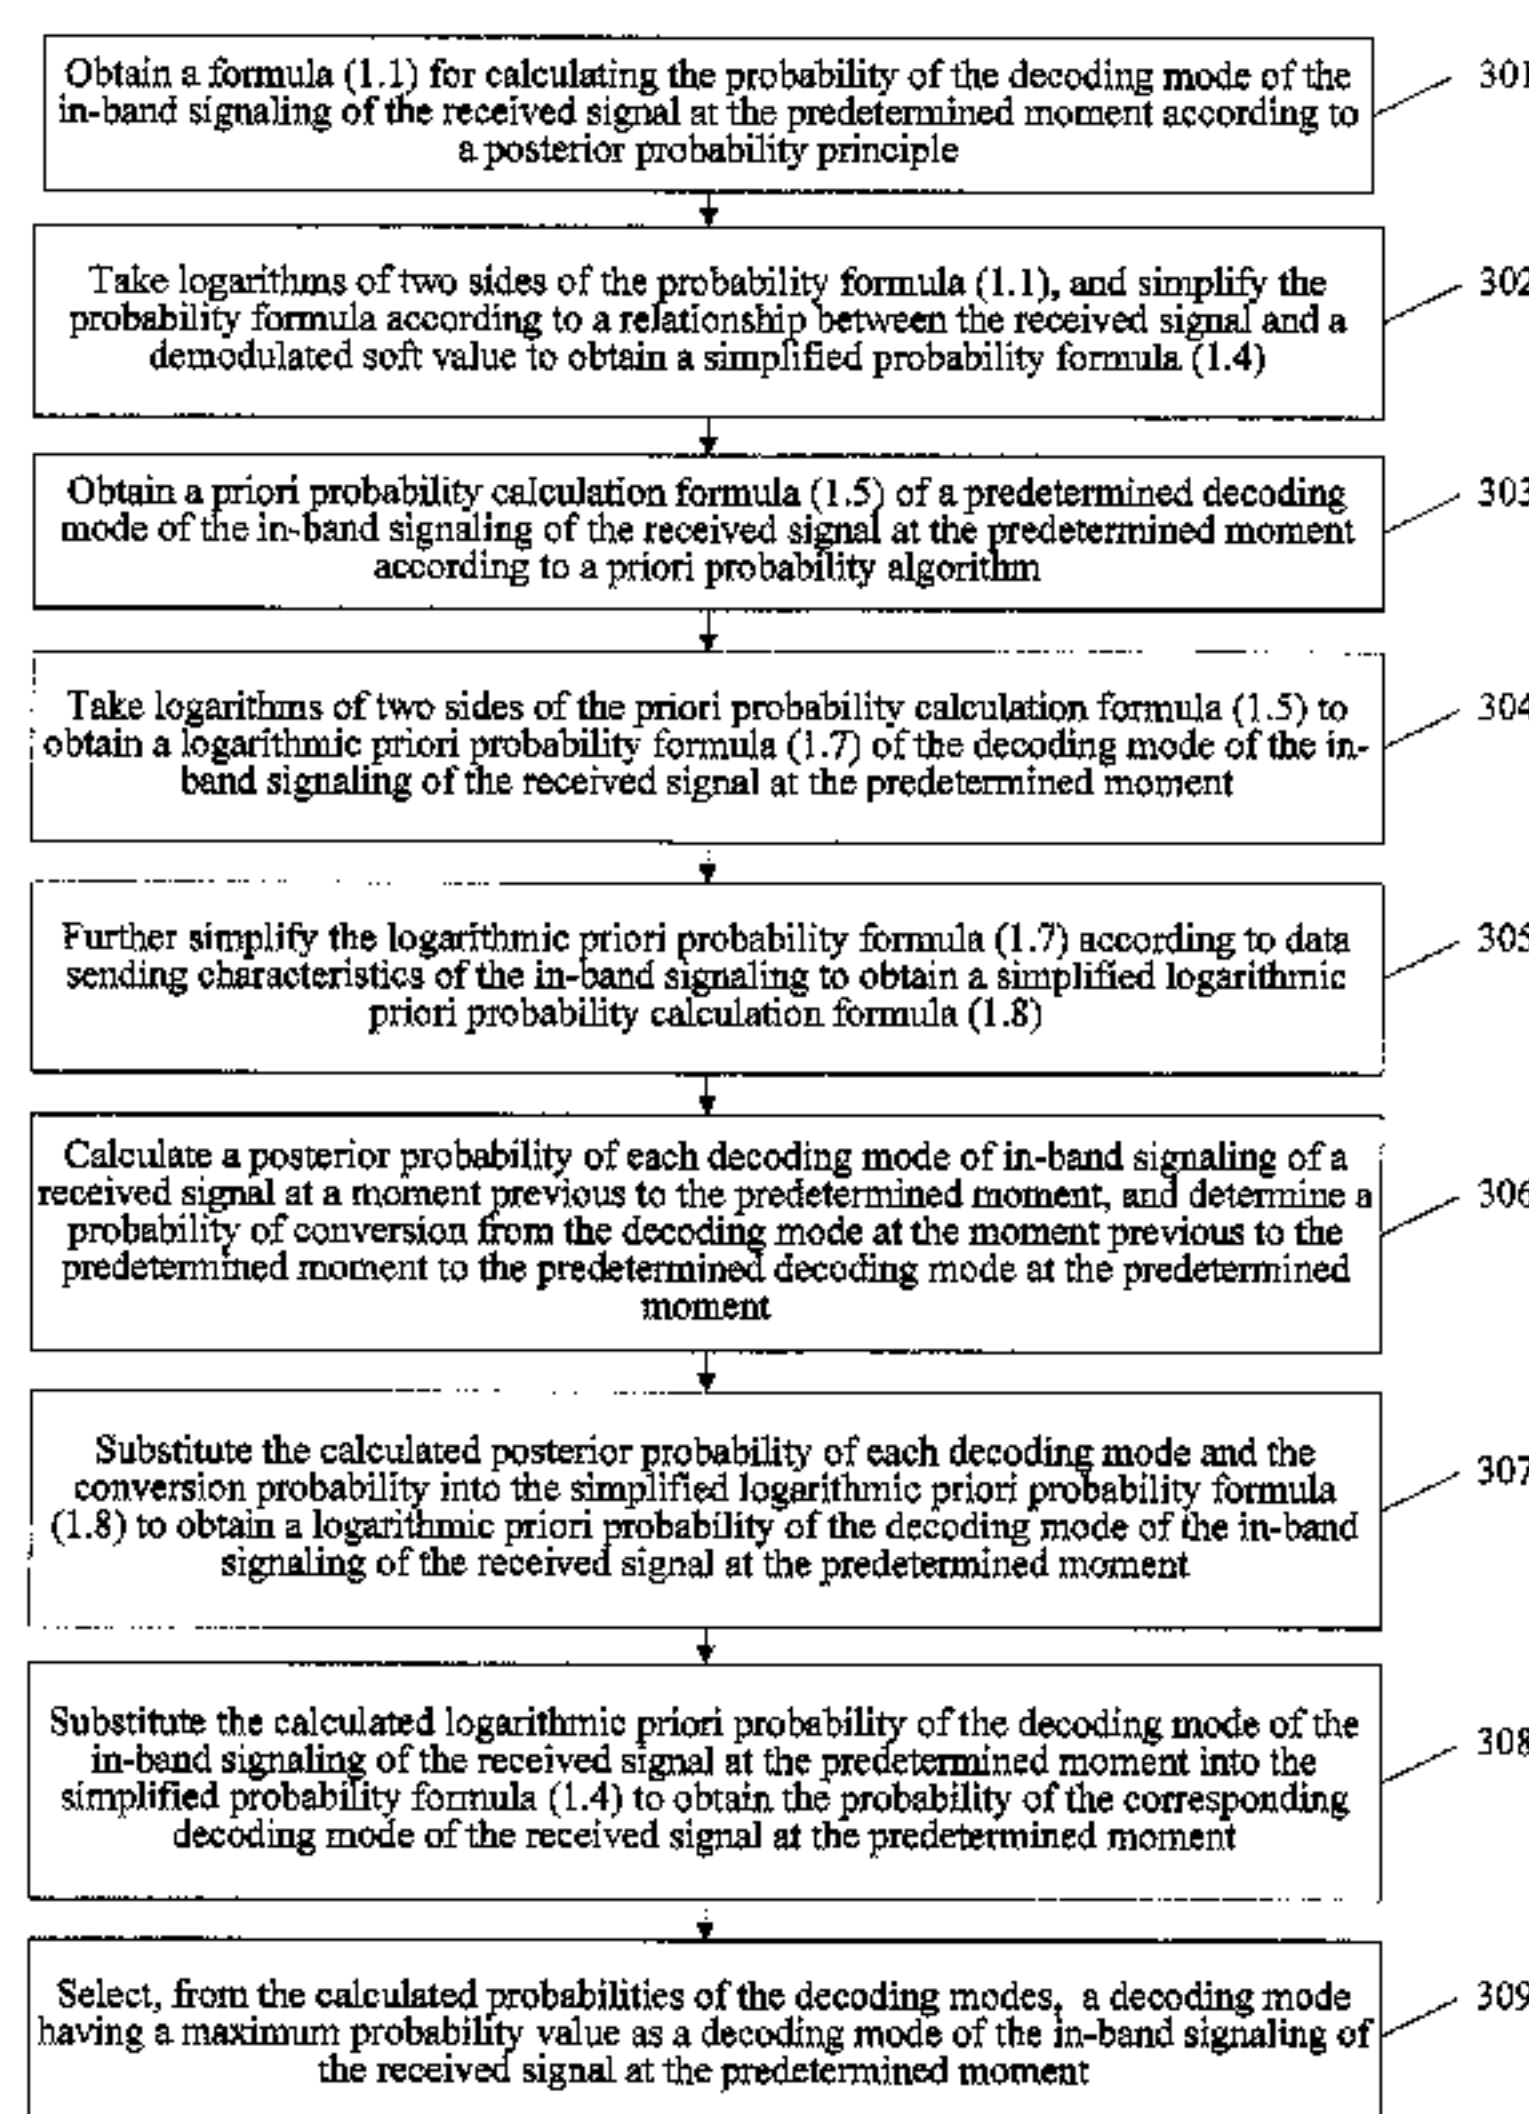 Obtain a formula (1.1) for calculating the probability of the decoding mode of the
in-band signaling of the received signal at the predetermined moment according to
a posterior probability principle
301
Take logarithms of two sides of the probability formula (1.1), and simplify the
probability formula according to a relationship between the received signal and a
demodulated soft value to obtain a simplified probability formula (1.4)
302
Obtain a priori probability calculation formula (1.5) of a predetermined decoding
mode of the in-band signaling of the received signal at the predetermined moment
according to a priori probability algorithm
303
Take logarithms of two sides of the priori probability calculation formula (1.5) to
obtain a logarithmic priori probability formula (1.7) of the decoding mode of the in-
band signaling of the received signal at the predetermined moment
304
Further simplify the logarithmic priori probability formula (1.7) according to data
sending characteristics of the in-band signaling to obtain a simplified logarithmic
priori probability calculation formula (1.8)
305
Calculate a posterior probability of each decoding mode of in-band signaling of a
received signal at a moment previous to the predetermined moment, and determine a
probability of conversion from the decoding mode at the moment previous to the
predetermined moment to the predetermined decoding mode at the predetermined
moment
306
Substitute the calculated posterior probability of each decoding mode and the
conversion probability into the simplified logarithmic priori probability formula
(1.8) to obtain a logarithmic priori probability of the decoding mode of the in-band
signaling of the received signal at the predetermined moment
307
Substitute the calculated logarithmic priori probability of the decoding mode of the
in-band signaling of the received signal at the predetermined moment into the
simplified probability formula (1.4) to obtain the probability of the corresponding
decoding mode of the received signal at the predetermined moment
308
Select, from the calculated probabilities of the decoding modes, a decoding mode
having a maximum probability value as a decoding mode of the in-band signaling of
the received signal at the predetermined moment
309